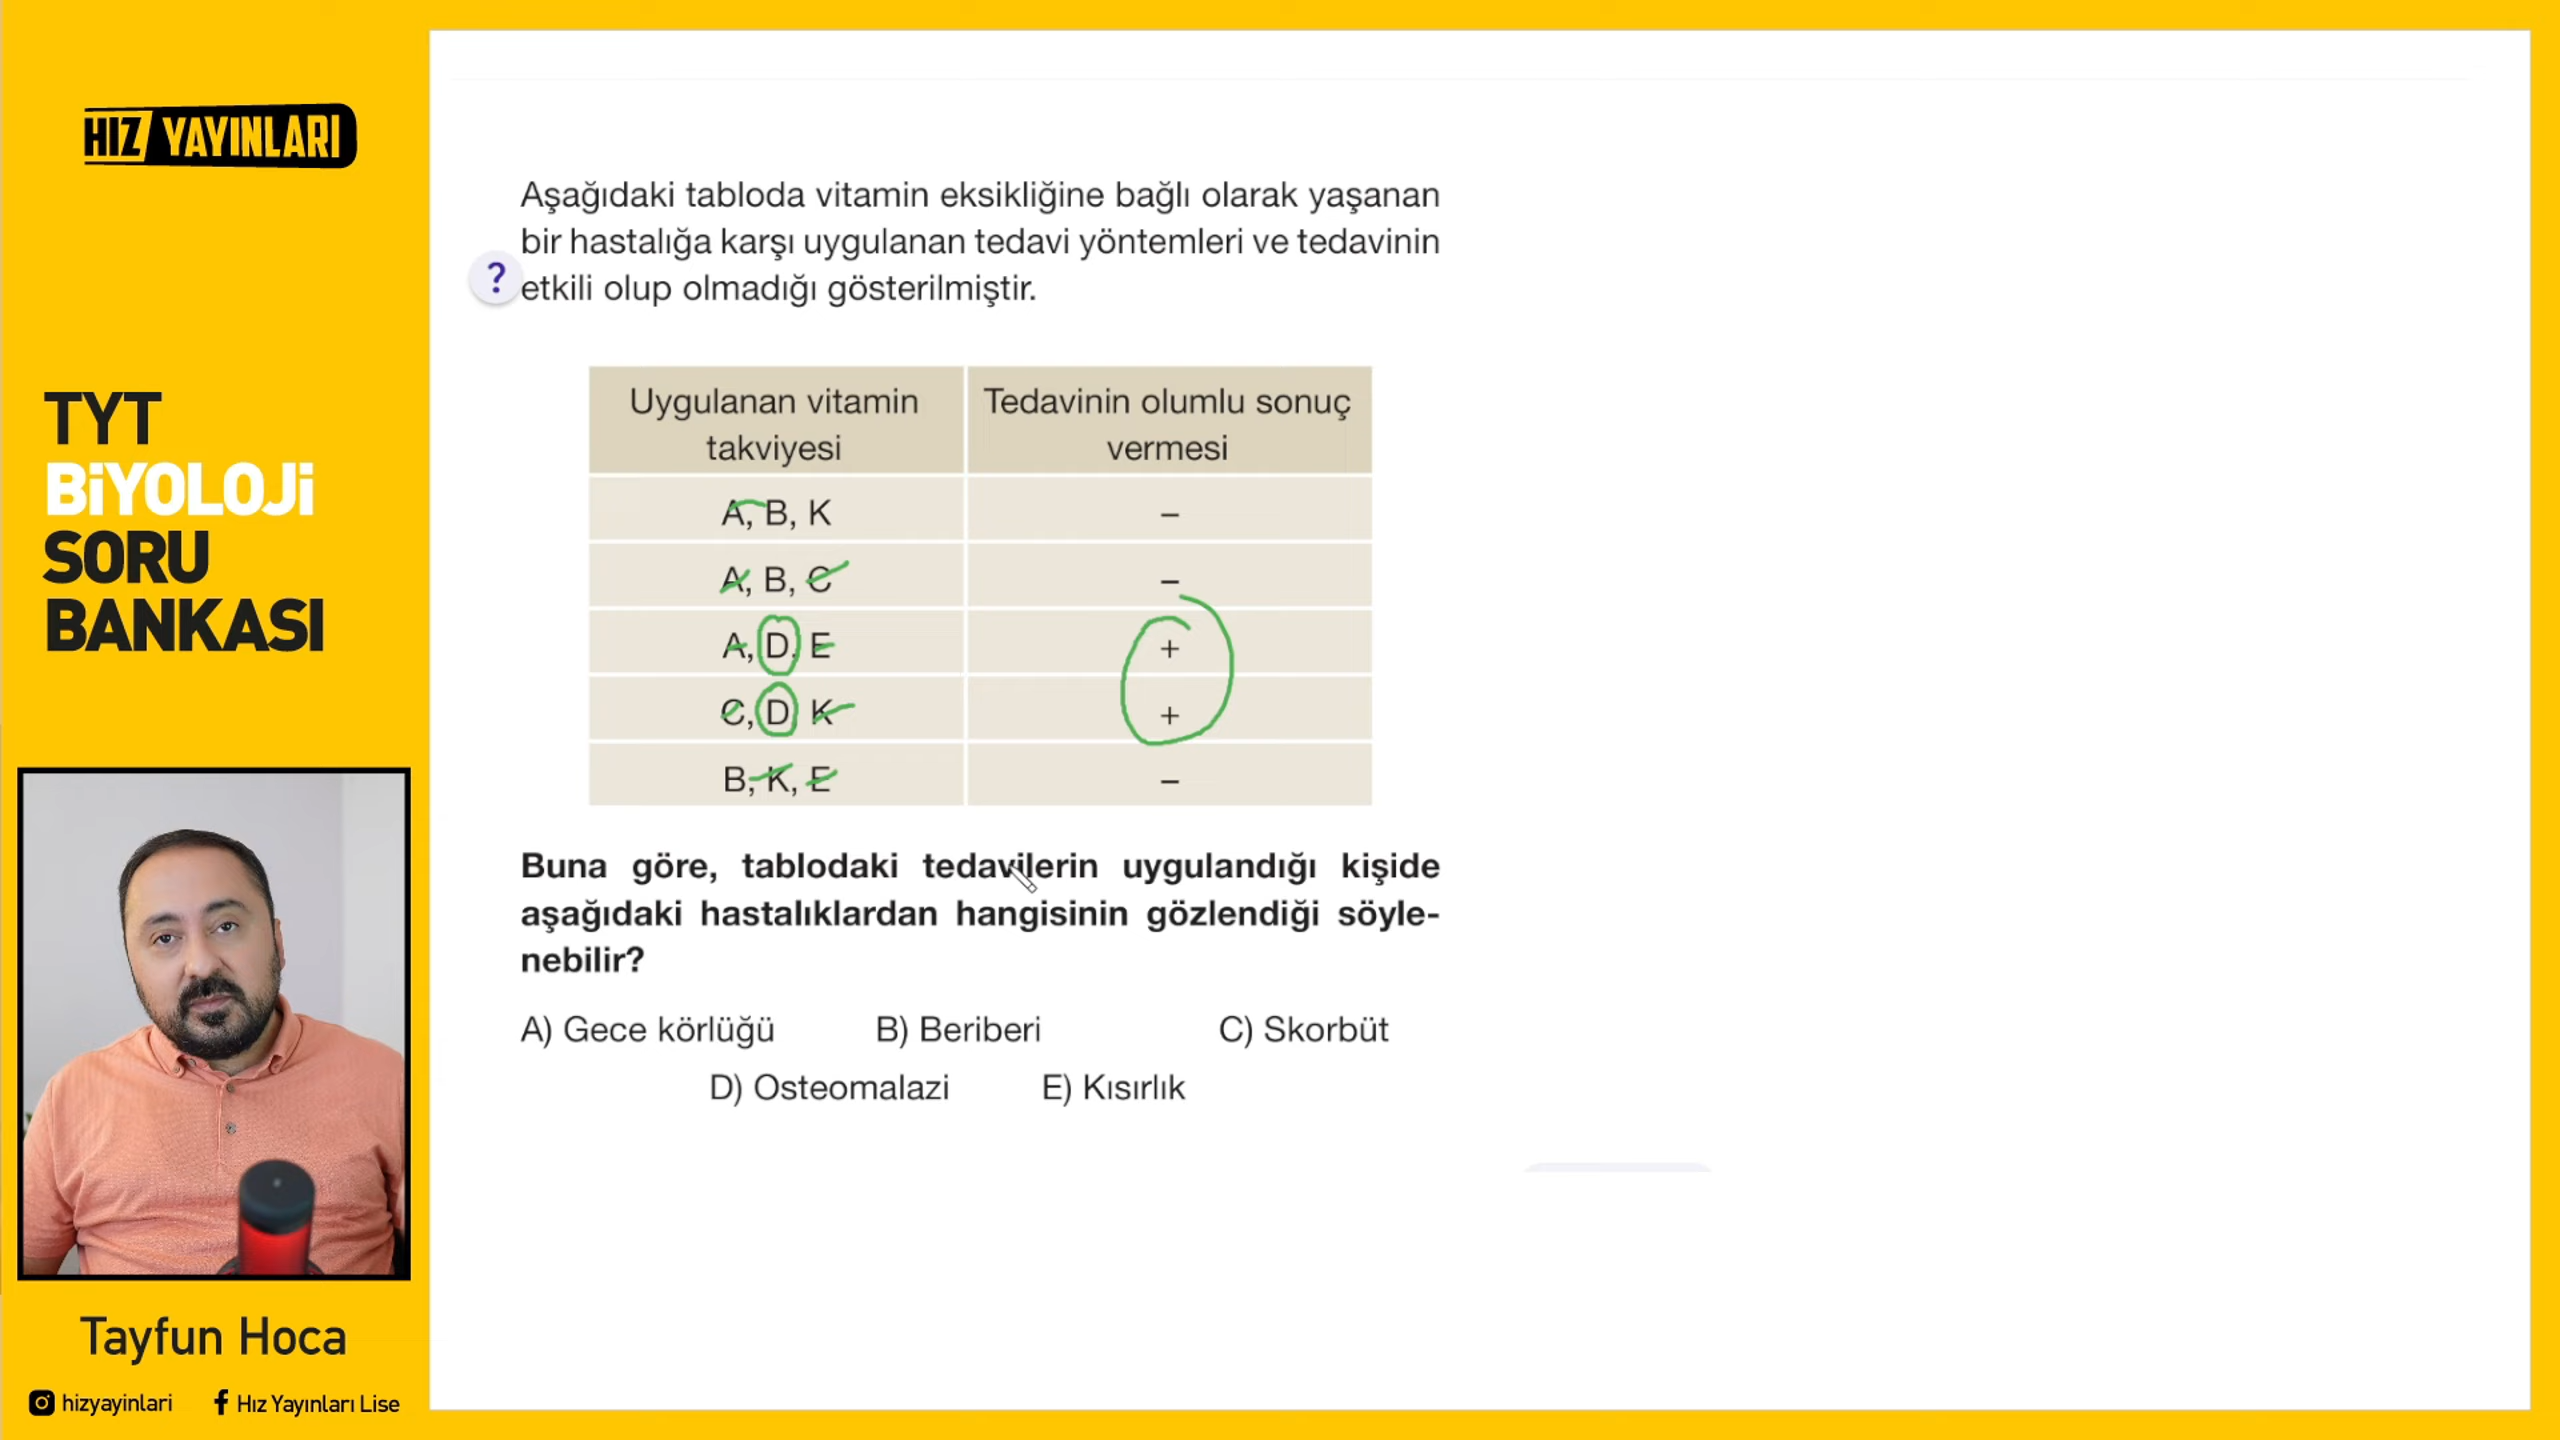 HIZ YAYINLARI
TYT
BİYOLOJİ
SORU
BANKASI
Tayfun Hoca
hizyayinlari
Hız Yayınları Lise
Aşağıdaki tabloda vitamin eksikliğine bağlı olarak yaşanan
bir hastalığa karşı uygulanan tedavi yöntemleri ve tedavinin
? etkili olup olmadığı gösterilmiştir.
Uygulanan vitamin takviyesi Tedavinin olumlu sonuç vermesi
A, B, K –
A, B, C –
A, D, E +
C, D K +
B, K, E –
Buna göre, tablodaki tedavilerin uygulandığı kişide
aşağıdaki hastalıklardan hangisinin gözlendiği söyle-
nebilir?
A) Gece körlüğü B) Beriberi C) Skorbüt
D) Osteomalazi E) Kısırlık